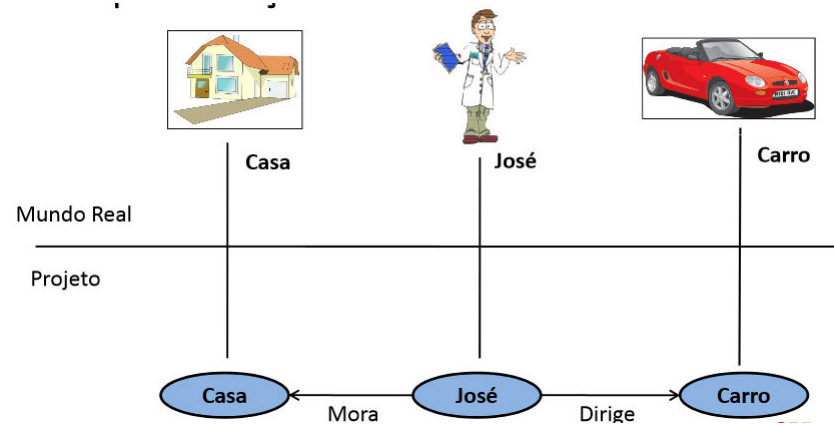 Casa
José
Carro
Mundo Real
Projeto
Casa
José
Carro
Mora
Dirige